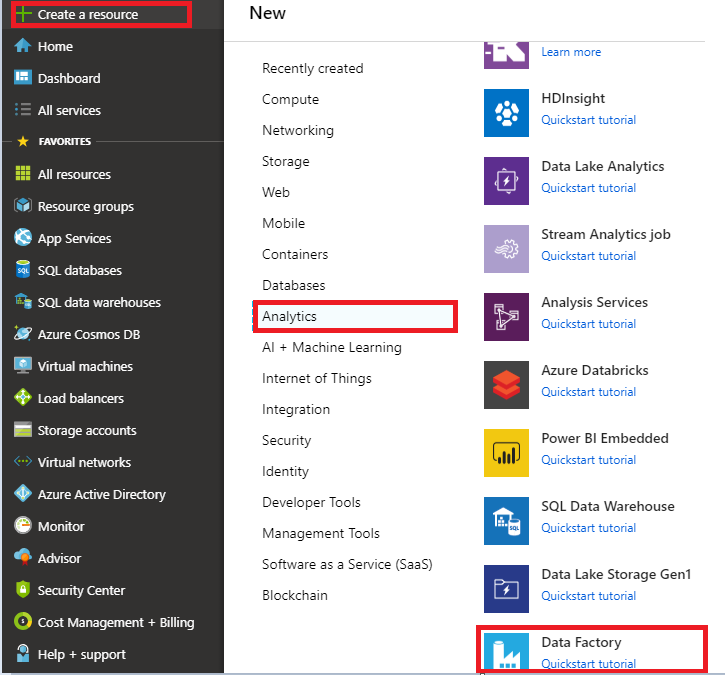 Create a resource
Home
Dashboard
All services
FAVORITES
All resources
Resource groups
App Services
SQL databases
SQL data warehouses
Azure Cosmos DB
Virtual machines
Load balancers
Storage accounts
Virtual networks
Azure Active Directory
Monitor
Advisor
Security Center
Cost Management + Billing
Help + support
New
Recently created
Compute
Networking
Storage
Web
Mobile
Containers
Databases
Analytics
AI + Machine Learning
Internet of Things
Integration
Security
Identity
Developer Tools
Management Tools
Software as a Service (SaaS)
Blockchain
Learn more
HDInsight
Quickstart tutorial
Data Lake Analytics
Quickstart tutorial
Stream Analytics job
Quickstart tutorial
Analysis Services
Quickstart tutorial
Azure Databricks
Quickstart tutorial
Power BI Embedded
Quickstart tutorial
SQL Data Warehouse
Quickstart tutorial
Data Lake Storage Gen1
Quickstart tutorial
Data Factory
Quickstart tutorial